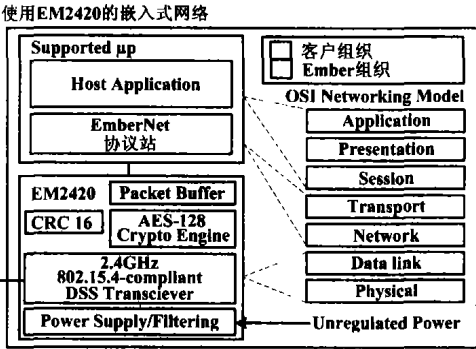 使用EM2420的嵌入式网络
Supported μp
Host Application
EmberNet
协议站
EM2420
Packet Buffer
CRC 16
AES-128
Crypto Engine
2.4GHz
802.15.4-compliant
DSS Transciever
Power Supply/Filtering
客户组织
Ember组织
OSI Networking Model
Application
Presentation
Session
Transport
Network
Data link
Physical
Unregulated Power